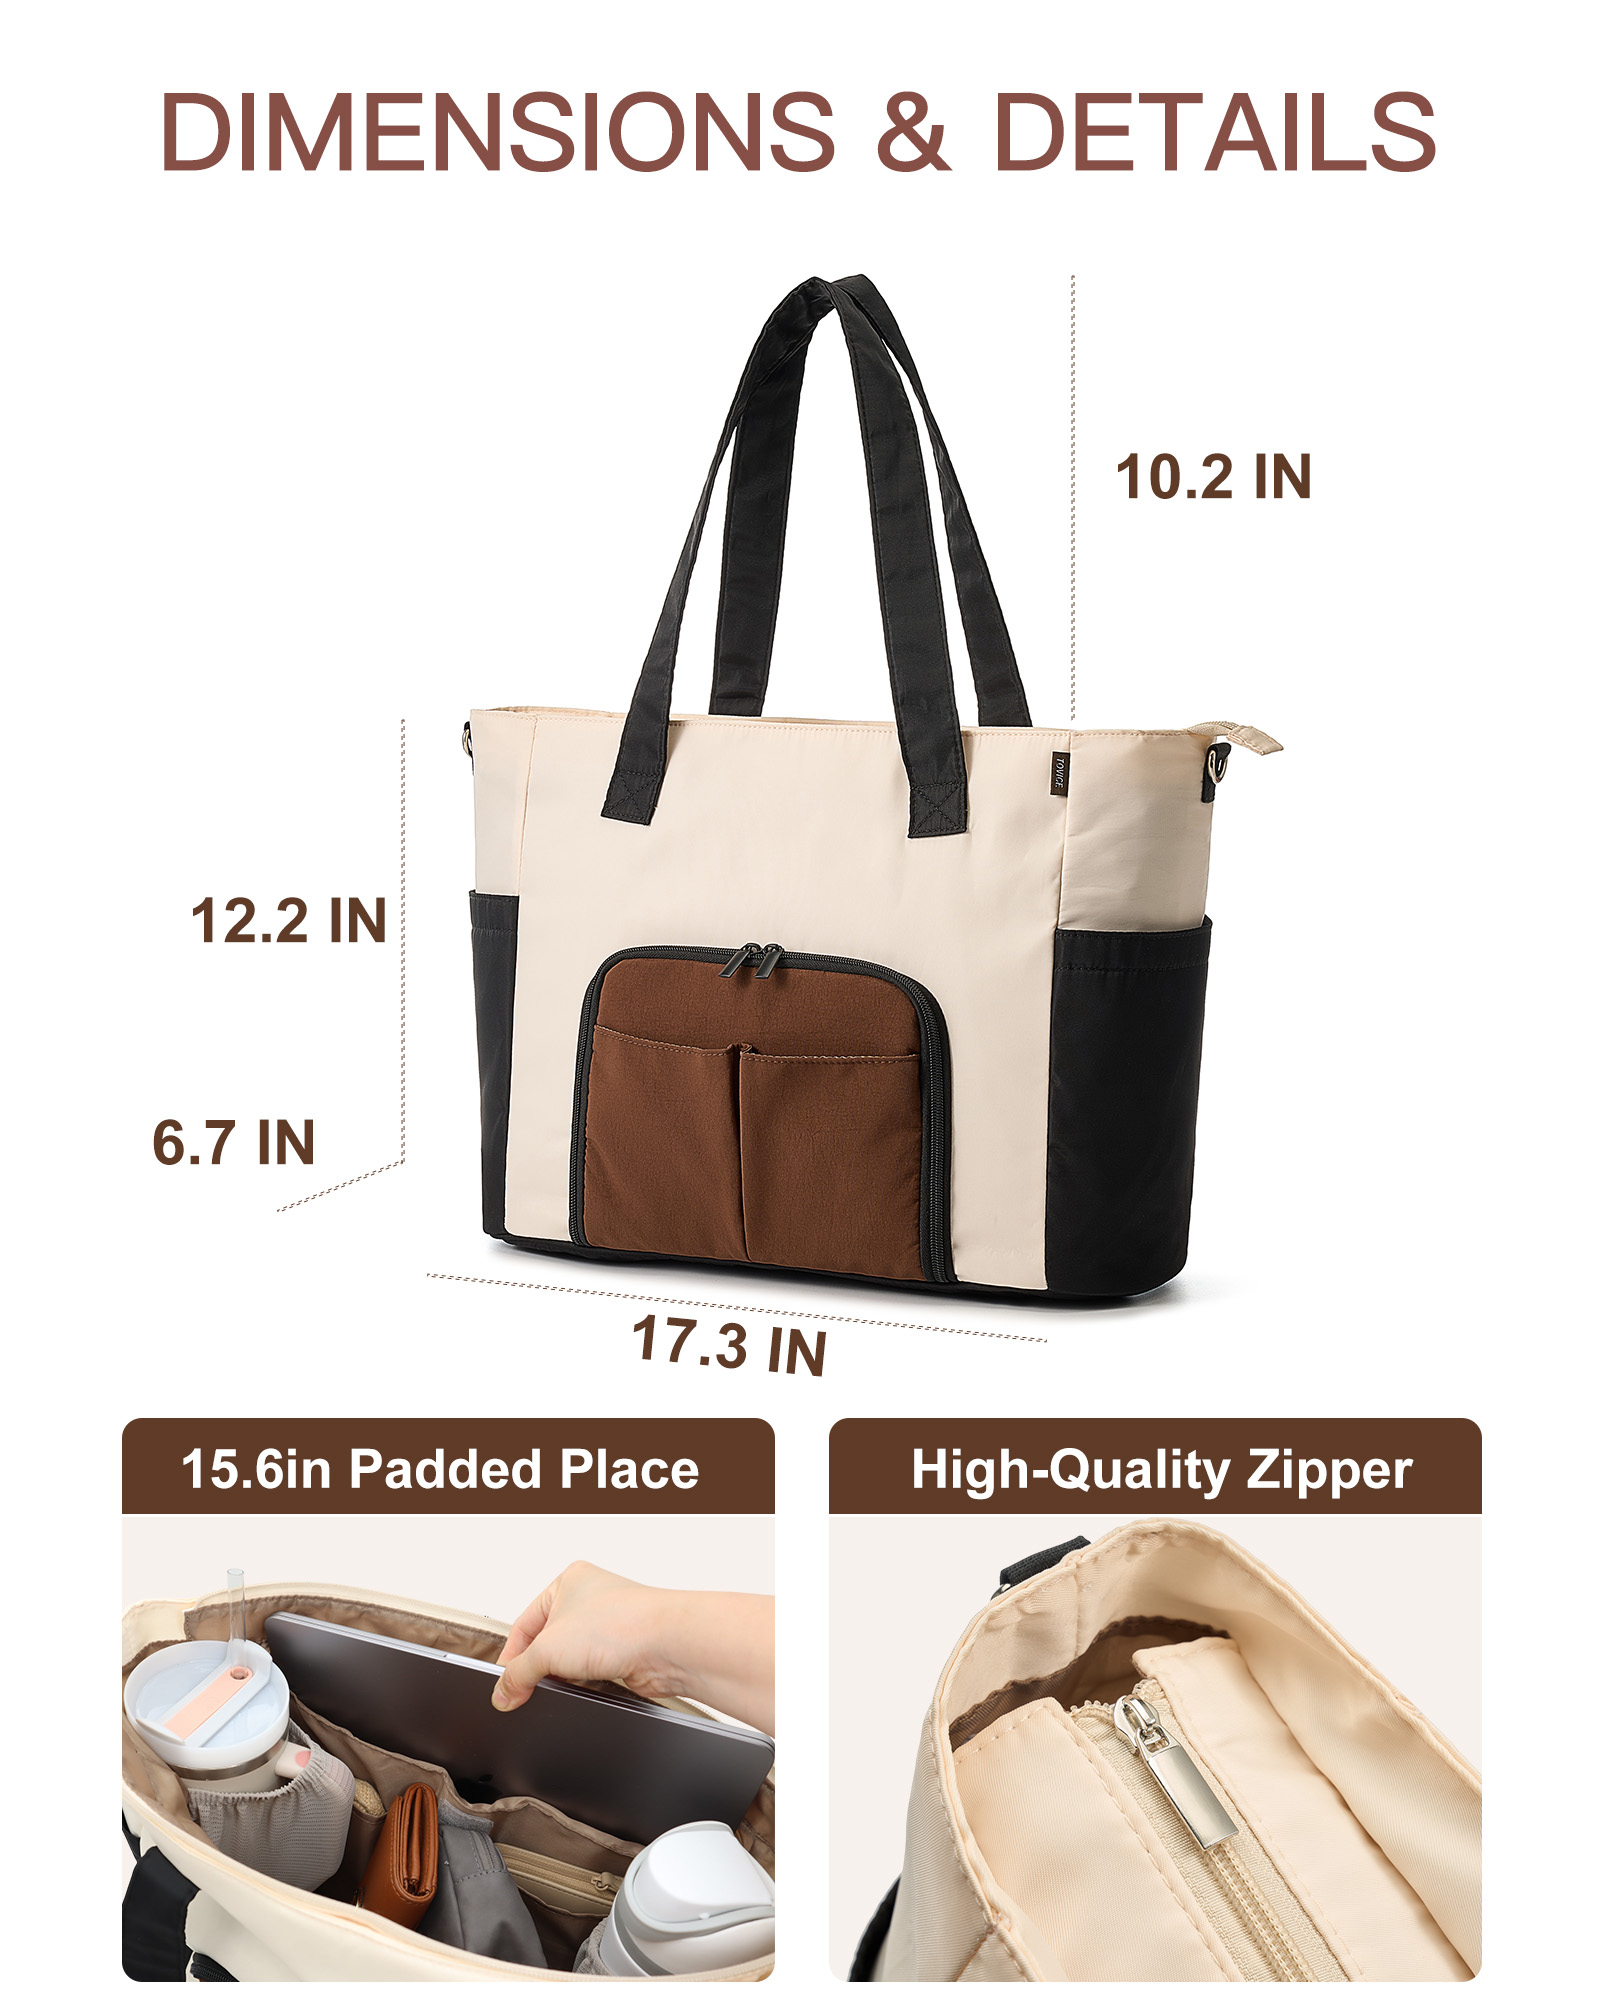 DIMENSIONS & DETAILS
10.2 IN
TOVICE.
12.2 IN
6.7 IN
17.3 IN
15.6in Padded Place
High-Quality Zipper